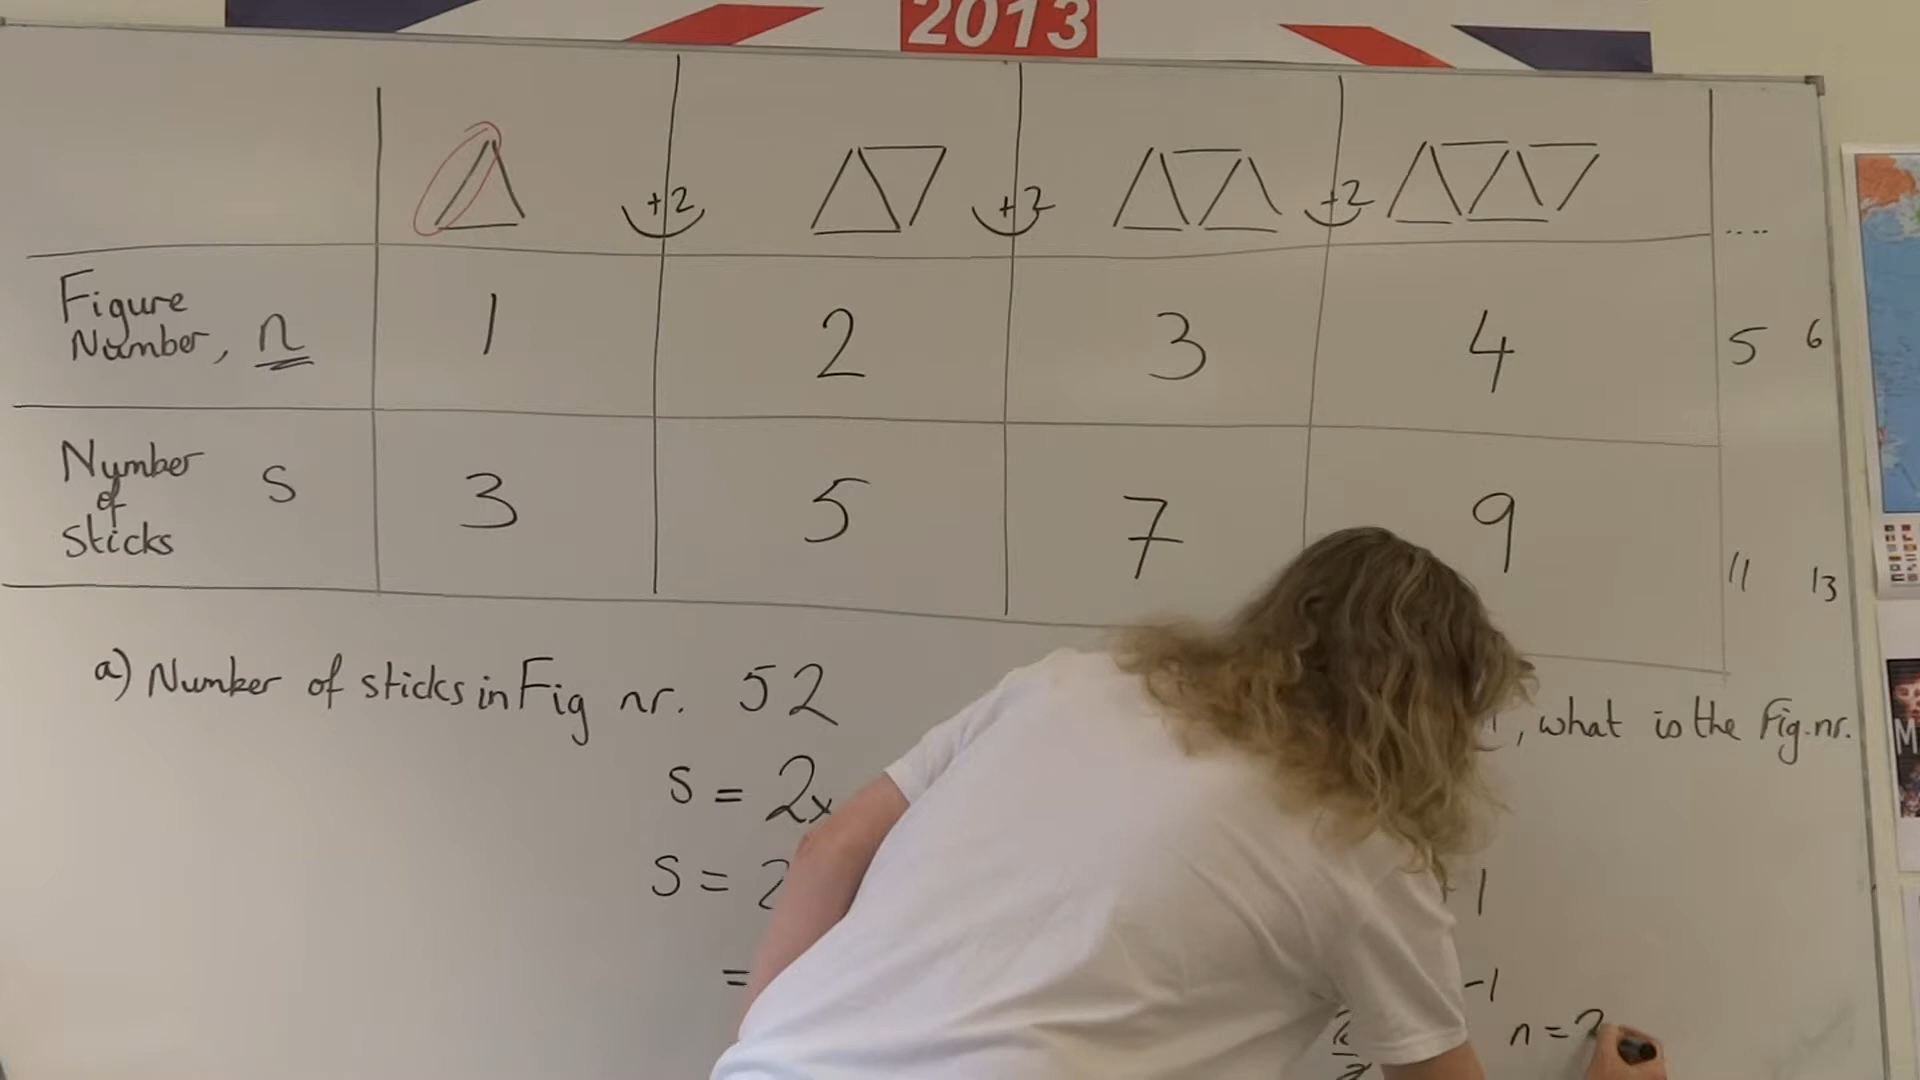 2013
+2 +2 +2
....
Figure
Number, n 1 2 3 4 5 6
Number
of s 3 5 7 9 11 13
sticks
a) Number of sticks in Fig nr. 52
, what is the Fig.nr.
s = 2x
s = 2
+ 1
=
-1
n = 2
M